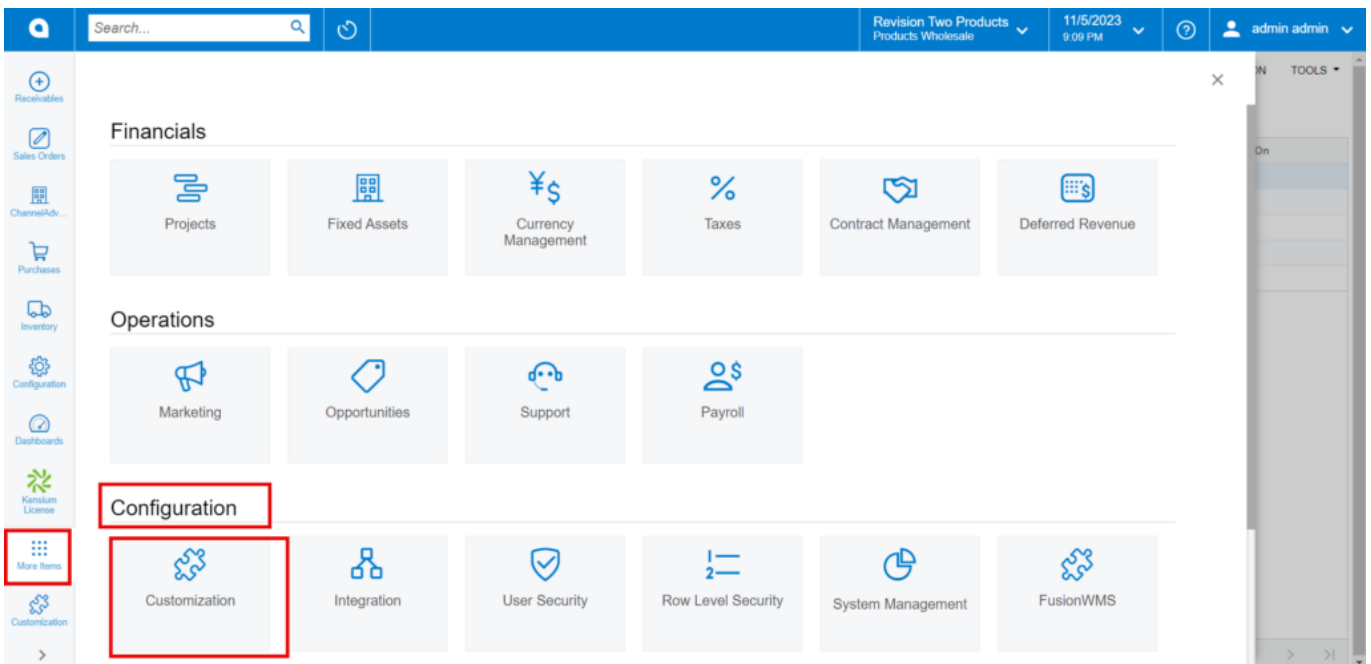 Search...
Revision Two Products
Products Wholesale
11/5/2023
9:09 PM
admin admin
Receivables
Sales Orders
ChannelAdv...
Purchases
Inventory
Configuration
Dashboards
Kensium
License
More Items
Customization
ON TOOLS
On
Financials
Projects
Fixed Assets
Currency
Management
Taxes
Contract Management
Deferred Revenue
Operations
Marketing
Opportunities
Support
Payroll
Configuration
Customization
Integration
User Security
Row Level Security
System Management
FusionWMS